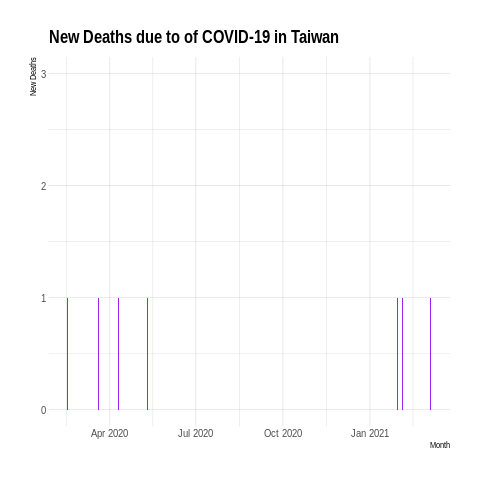 New Deaths due to of COVID-19 in Taiwan
New Deaths
3
2
1
0
Apr 2020 Jul 2020 Oct 2020 Jan 2021
Month